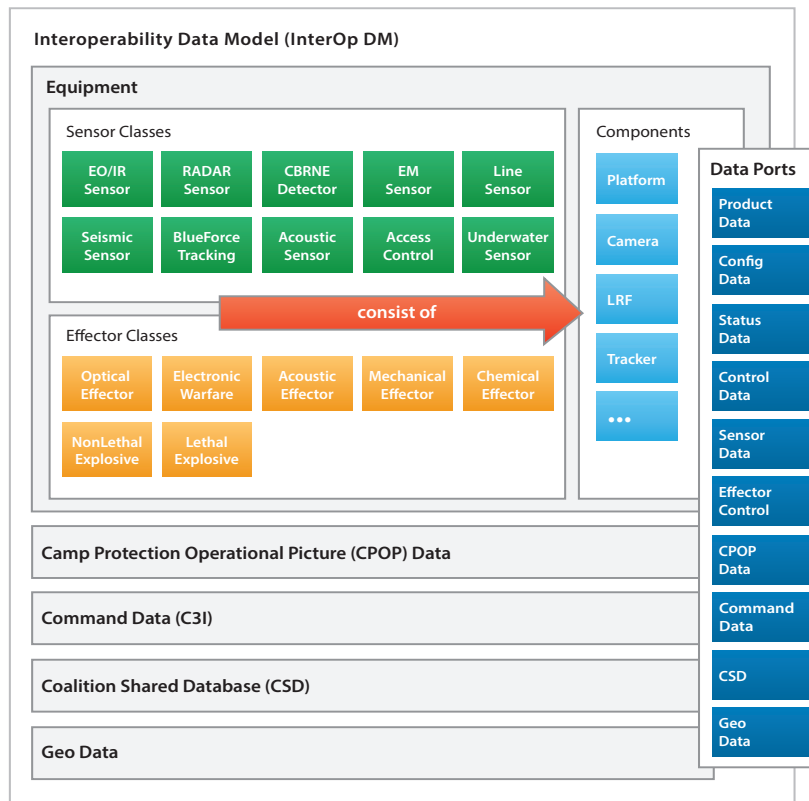 Interoperability Data Model (InterOp DM)
Equipment
Sensor Classes
EO/IR
Sensor
RADAR
Sensor
CBRNE
Detector
EM
Sensor
Line
Sensor
Seismic
Sensor
BlueForce
Tracking
Acoustic
Sensor
Access
Control
Underwater
Sensor
consist of
Effector Classes
Optical
Effector
Electronic
Warfare
Acoustic
Effector
Mechanical
Effector
Chemical
Effector
NonLethal
Explosive
Lethal
Explosive
Components
Platform
Camera
LRF
Tracker
...
Data Ports
Product
Data
Config
Data
Status
Data
Control
Data
Sensor
Data
Effector
Control
CPOP
Data
Command
Data
CSD
Geo
Data
Camp Protection Operational Picture (CPOP) Data
Command Data (C3I)
Coalition Shared Database (CSD)
Geo Data